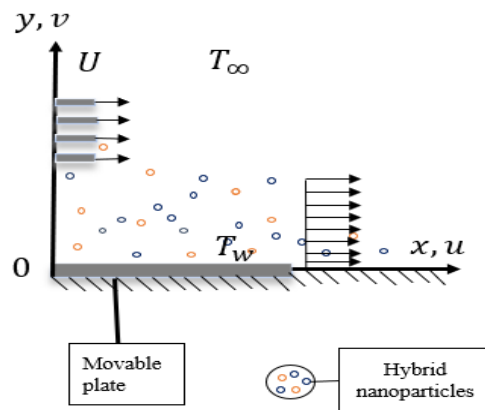 y, v
U
T∞
T_w
0
x, u
Movable
plate
Hybrid
nanoparticles